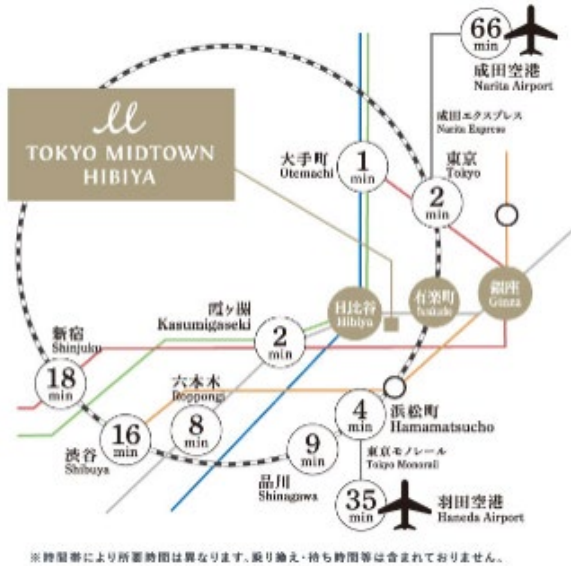 66
min
成田空港
Narita Airport
成田エクスプレス
Narita Express
TOKYO MIDTOWN
HIBIYA
大手町
Otemachi
1
min
東京
Tokyo
2
min
銀座
Ginza
有楽町
日比谷
Hibiya
霞ヶ関
Kasumigaseki
2
min
新宿
Shinjuku
18
min
六本木
Roppongi
8
min
16
min
渋谷
Shibuya
4
min
浜松町
Hamamatsucho
9
min
品川
Shinagawa
東京モノレール
Tokyo Monorail
35
min
羽田空港
Haneda Airport
※時間帯により所要時間は異なります、乗り換え・待ち時間等は含まれておりません。